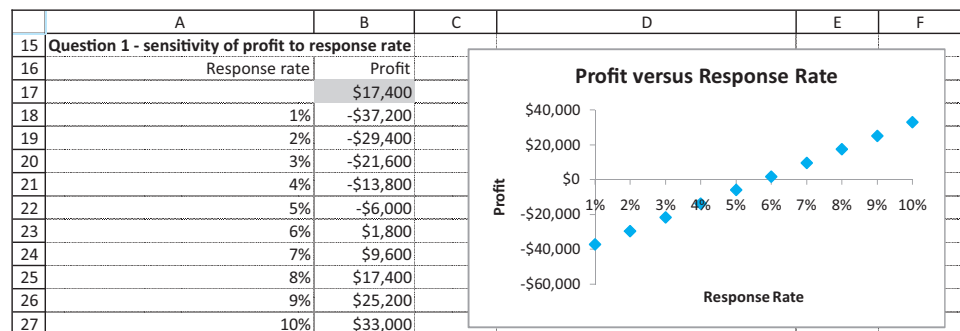 A B C D E F
15 Question 1 - sensitivity of profit to response rate
16 Response rate Profit
17 $17,400
18 1% -$37,200
19 2% -$29,400
20 3% -$21,600
21 4% -$13,800
22 5% -$6,000
23 6% $1,800
24 7% $9,600
25 8% $17,400
26 9% $25,200
27 10% $33,000
Profit versus Response Rate
$40,000
$20,000
$0
-$20,000
-$40,000
-$60,000
Profit
1% 2% 3% 4% 5% 6% 7% 8% 9% 10%
Response Rate